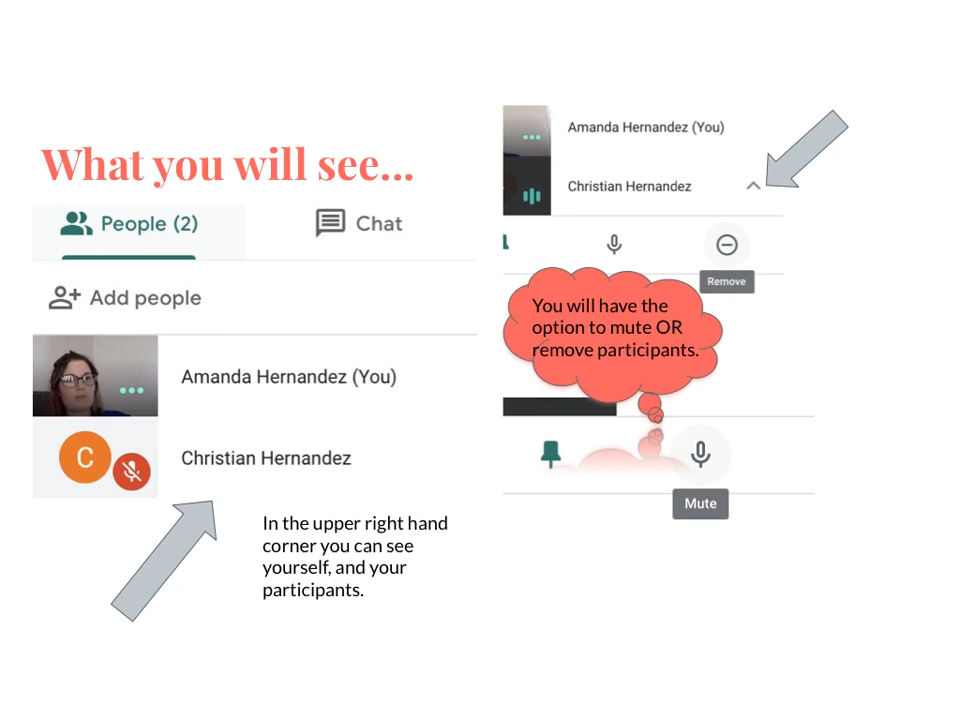 What you will see...
People (2)
Chat
Add people
Amanda Hernandez (You)
C
Christian Hernandez
In the upper right hand
corner you can see
yourself, and your
participants.
Amanda Hernandez (You)
Christian Hernandez
Remove
You will have the
option to mute OR
remove participants.
Mute